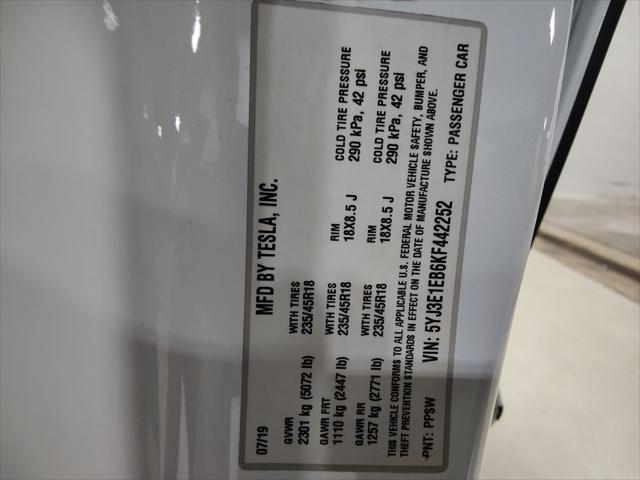 07/19 MFD BY TESLA, INC.
GVWR WITH TIRES
2301 kg (5072 lb) 235/45R18
GAWR FRT WITH TIRES RIM COLD TIRE PRESSURE
1110 kg (2447 lb) 235/45R18 18X8.5 J 290 kPa, 42 psi
GAWR RR WITH TIRES RIM COLD TIRE PRESSURE
1257 kg (2771 lb) 235/45R18 18X8.5 J 290 kPa, 42 psi
THIS VEHICLE CONFORMS TO ALL APPLICABLE U.S. FEDERAL MOTOR VEHICLE SAFETY, BUMPER, AND
THEFT PREVENTION STANDARDS IN EFFECT ON THE DATE OF MANUFACTURE SHOWN ABOVE.
PNT: PPSW VIN: 5YJ3E1EB6KF442252 TYPE: PASSENGER CAR